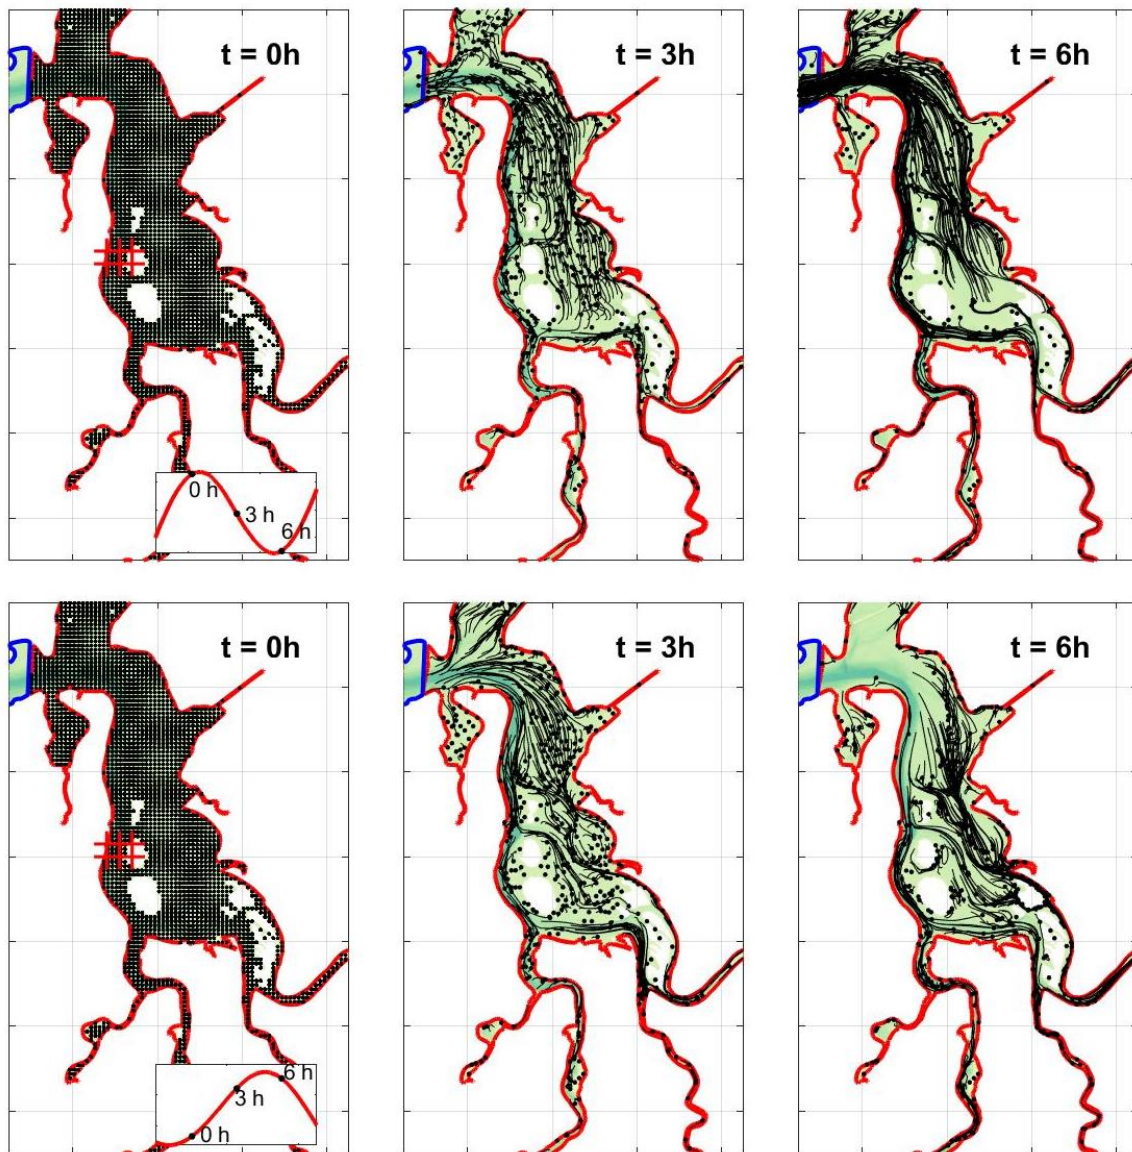 t = 0h
t = 3h
t = 6h
0 h
3 h
6 h
t = 0h
t = 3h
t = 6h
6 h
3 h
0 h